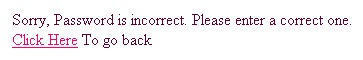 Sorry, Password is incorrect. Please enter a correct one.
Click Here To go back